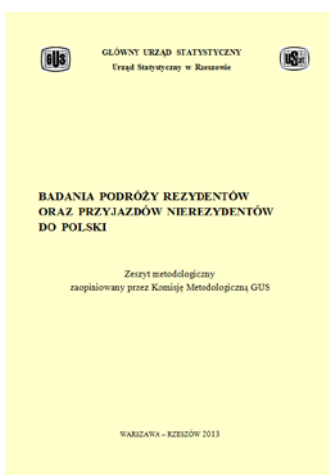 GUS
GŁÓWNY URZĄD STATYSTYCZNY
Urząd Statystyczny w Rzeszowie
BADANIA PODRÓŻY REZYDENTÓW
ORAZ PRZYJAZDÓW NIEREZYDENTÓW
DO POLSKI
Zeszyt metodologiczny
zaopiniowany przez Komisję Metodologiczną GUS
WARSZAWA – RZESZÓW 2013